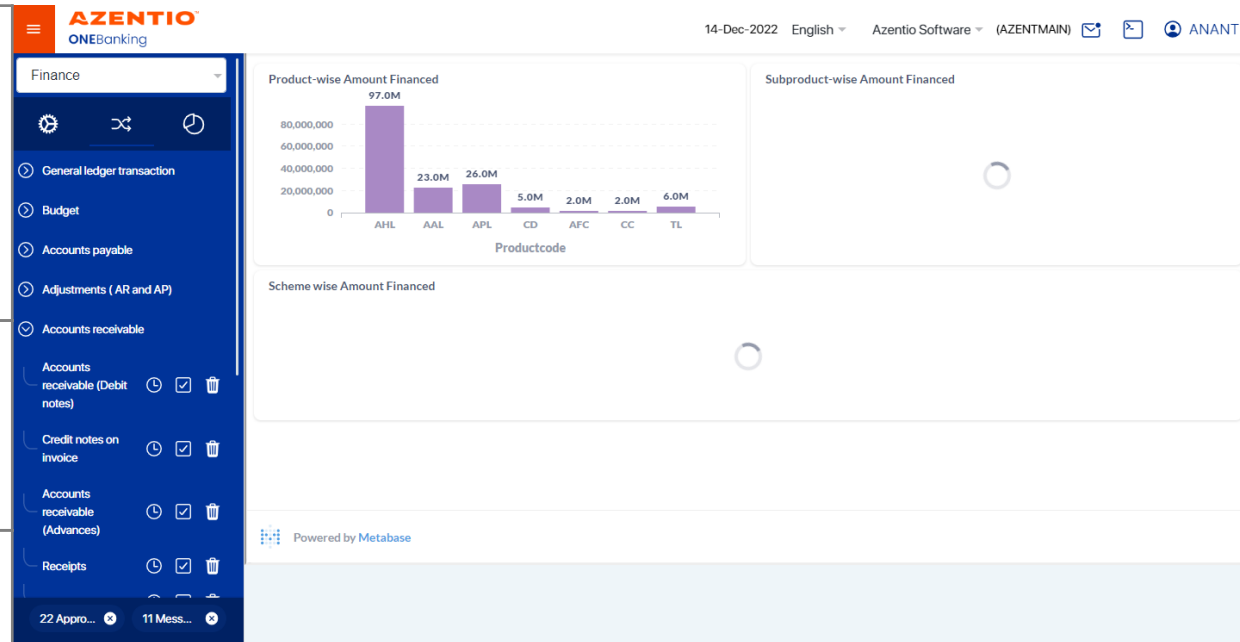 AZENTIO™
ONEBanking
14-Dec-2022 English Azentio Software (AZENTMAIN) ANANT
Finance
General ledger transaction
Budget
Accounts payable
Adjustments ( AR and AP)
Accounts receivable
Accounts
receivable (Debit
notes)
Credit notes on
invoice
Accounts
receivable
(Advances)
Receipts
22 Appro...
11 Mess...
Product-wise Amount Financed
97.0M
80,000,000
60,000,000
40,000,000
20,000,000
0
23.0M
26.0M
5.0M
2.0M
2.0M
6.0M
AHL AAL APL CD AFC CC TL
Productcode
Subproduct-wise Amount Financed
Scheme wise Amount Financed
Powered by Metabase